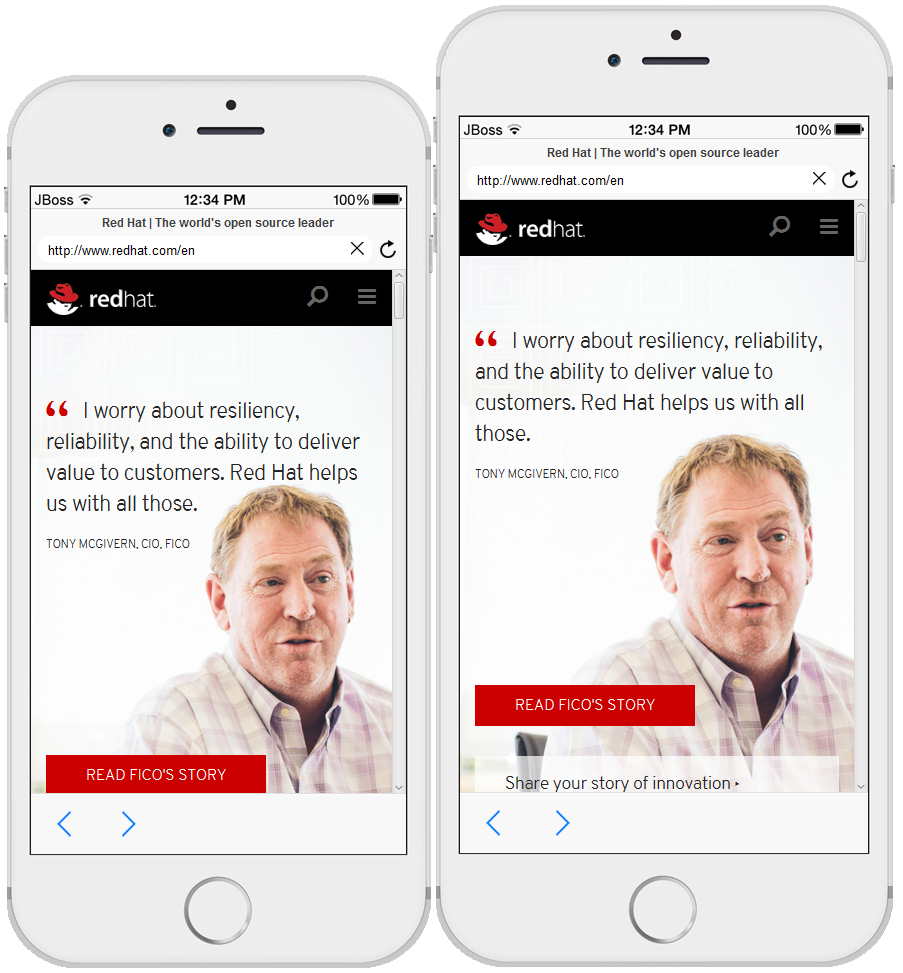 JBoss 12:34 PM 100%
Red Hat | The world's open source leader
http://www.redhat.com/en
redhat.
“ I worry about resiliency,
reliability, and the ability to deliver
value to customers. Red Hat helps
us with all those.
TONY MCGIVERN, CIO, FICO
READ FICO'S STORY
JBoss 12:34 PM 100%
Red Hat | The world's open source leader
http://www.redhat.com/en
redhat.
“ I worry about resiliency, reliability,
and the ability to deliver value to
customers. Red Hat helps us with all
those.
TONY MCGIVERN, CIO, FICO
READ FICO'S STORY
Share your story of innovation ▸